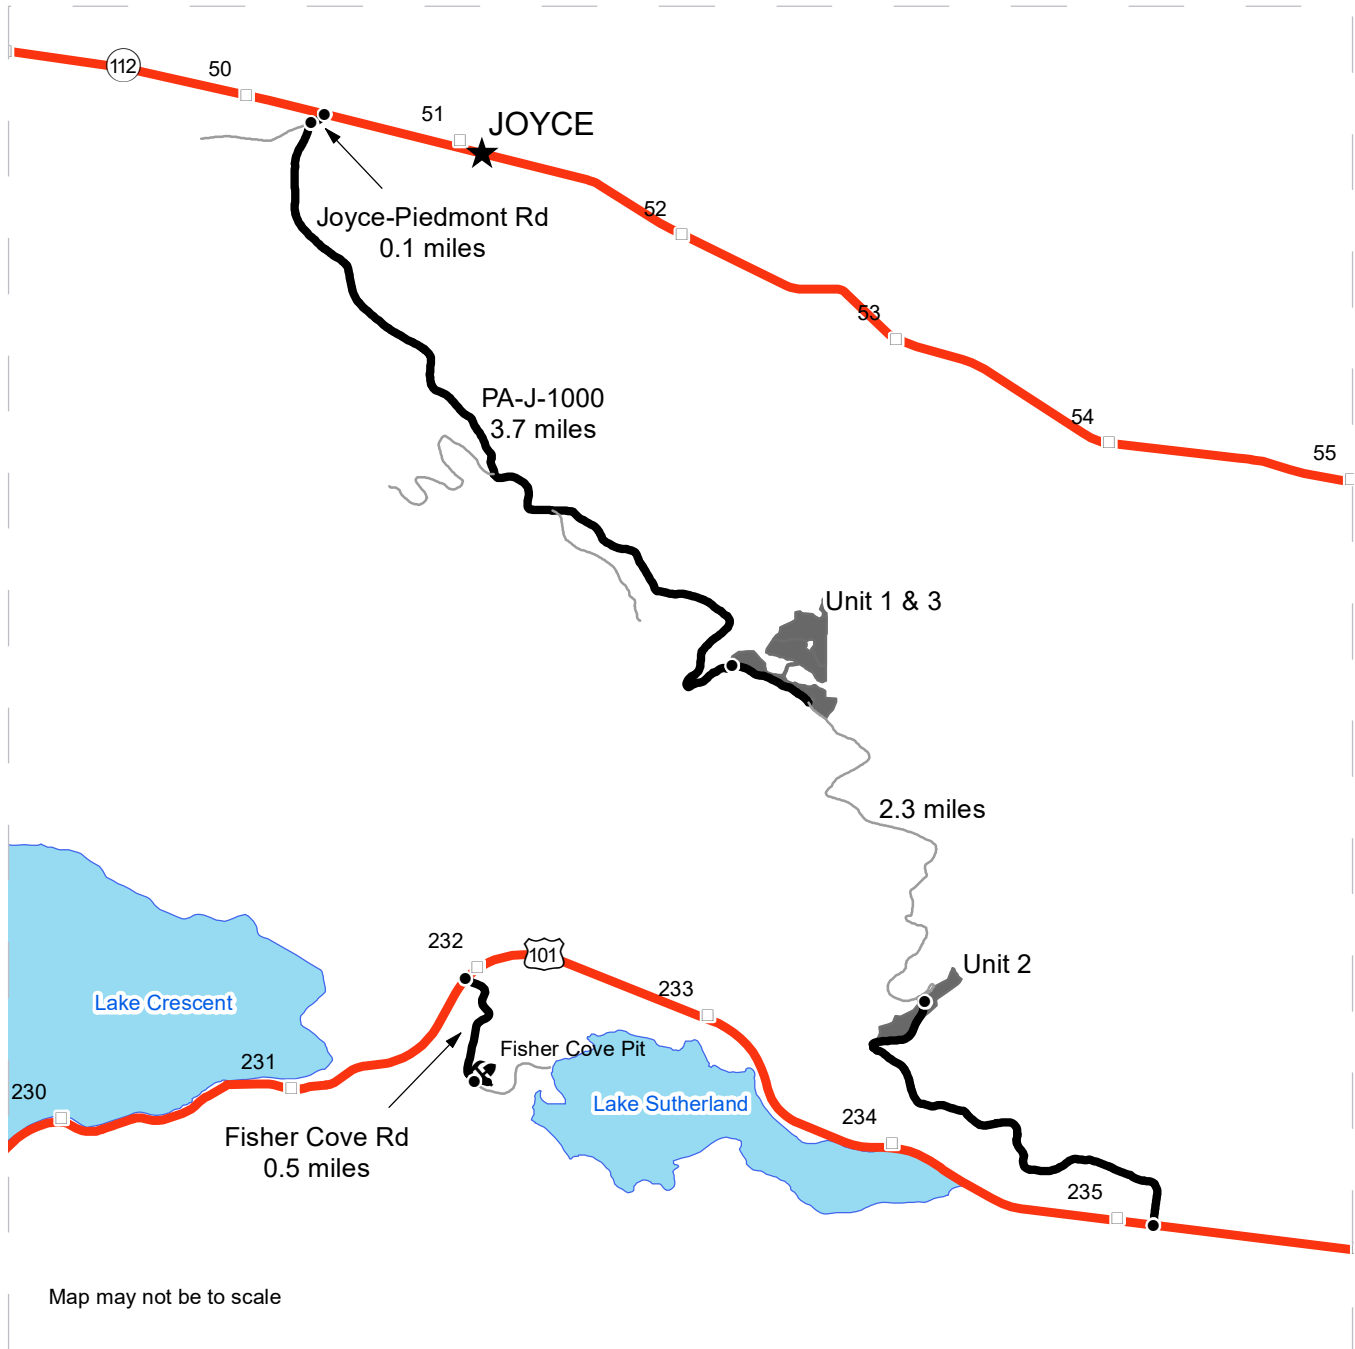 112
50
51
JOYCE
Joyce-Piedmont Rd
0.1 miles
52
53
54
55
PA-J-1000
3.7 miles
Unit 1 & 3
2.3 miles
232
101
Unit 2
233
Lake Crescent
231
Fisher Cove Pit
230
Lake Sutherland
234
Fisher Cove Rd
0.5 miles
235
Map may not be to scale